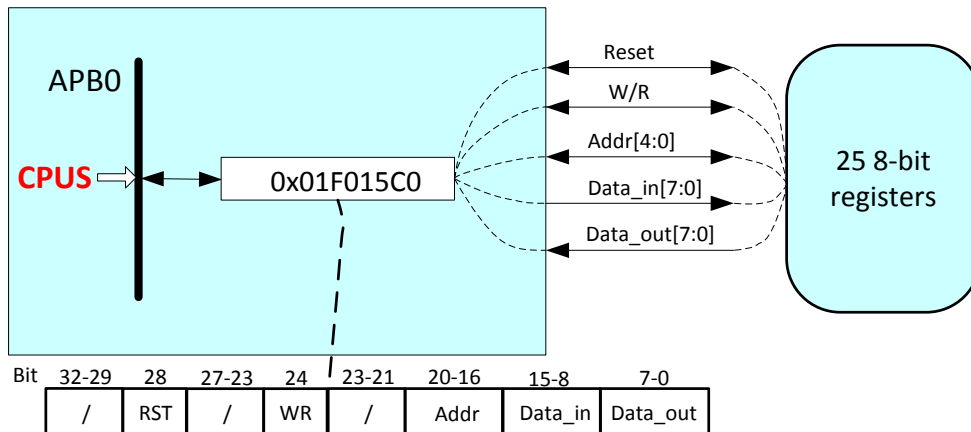 Reset
APB0
W/R
Addr[4:0]
CPUS
0x01F015C0
Data_in[7:0]
25 8-bit
registers
Data_out[7:0]
Bit 32-29 28 27-23 24 23-21 20-16 15-8 7-0
/ RST / WR / Addr Data_in Data_out